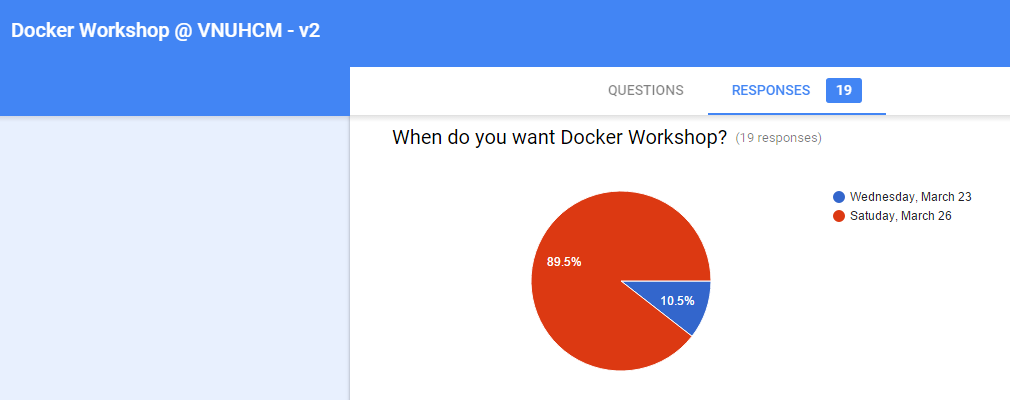 Docker Workshop @ VNUHCM - v2
QUESTIONS RESPONSES 19
When do you want Docker Workshop? (19 responses)
Wednesday, March 23
Satuday, March 26
89.5%
10.5%